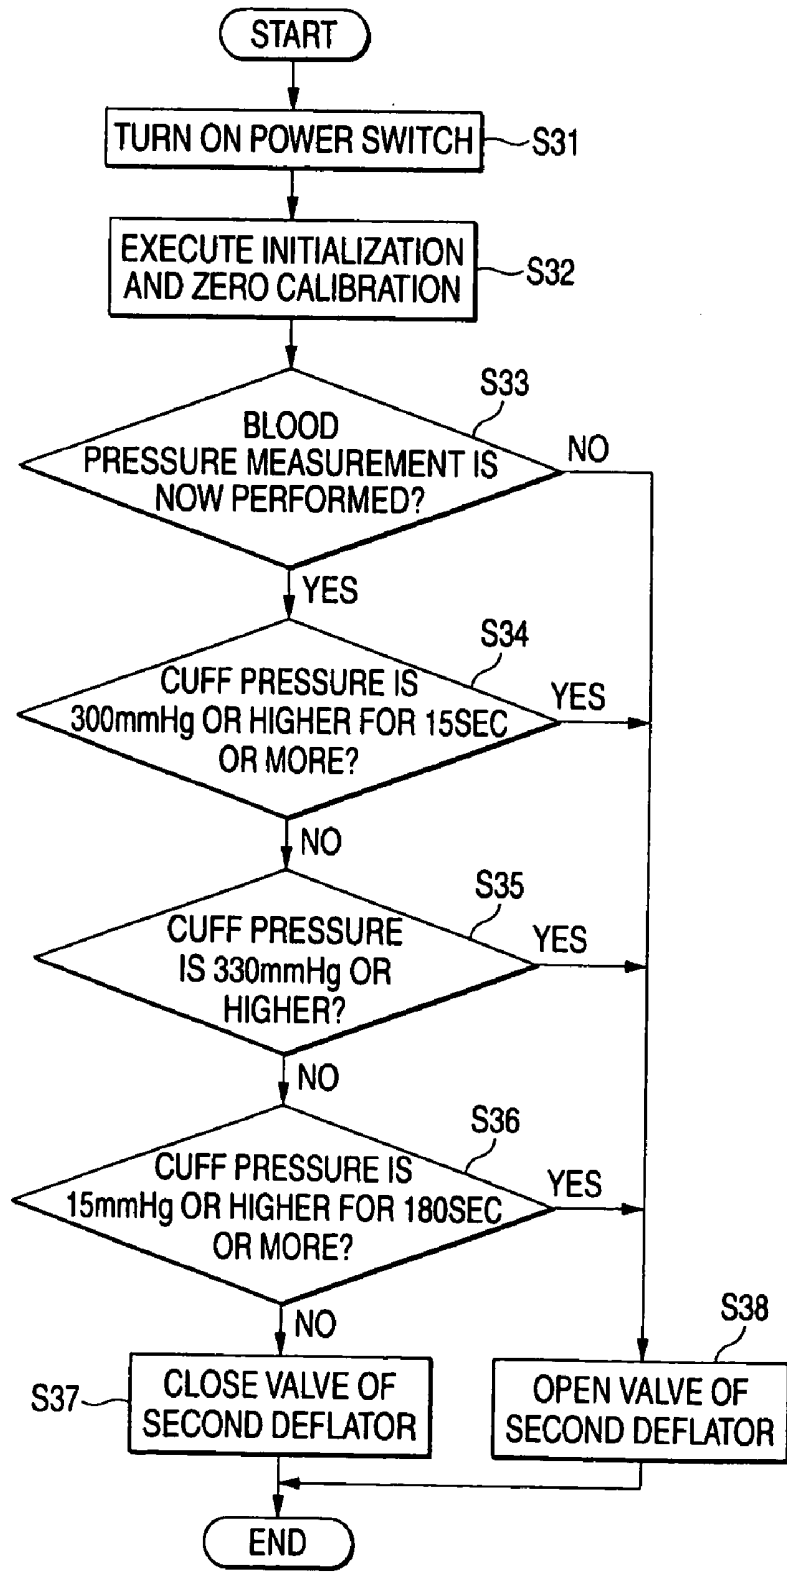 START
TURN ON POWER SWITCH
S31
EXECUTE INITIALIZATION
AND ZERO CALIBRATION
S32
S33
BLOOD
PRESSURE MEASUREMENT IS
NOW PERFORMED?
NO
YES
S34
CUFF PRESSURE IS
300mmHg OR HIGHER FOR 15SEC
OR MORE?
YES
NO
S35
CUFF PRESSURE
IS 330mmHg OR
HIGHER?
YES
NO
S36
CUFF PRESSURE IS
15mmHg OR HIGHER FOR 180SEC
OR MORE?
YES
NO
S37
CLOSE VALVE OF
SECOND DEFLATOR
S38
OPEN VALVE OF
SECOND DEFLATOR
END